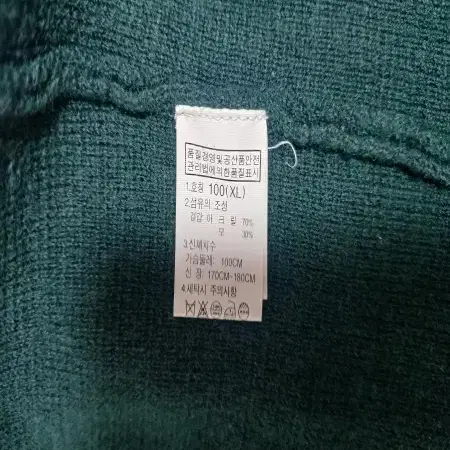 품질경영및공산품안전
관리법에의한품질표시
1.호칭 100(XL)
2.섬유의 조성
겉감 아 크 릴 70%
모 30%
3.신체치수
가슴둘레: 100CM
신 장: 170CM-180CM
4.세탁시 주의사항